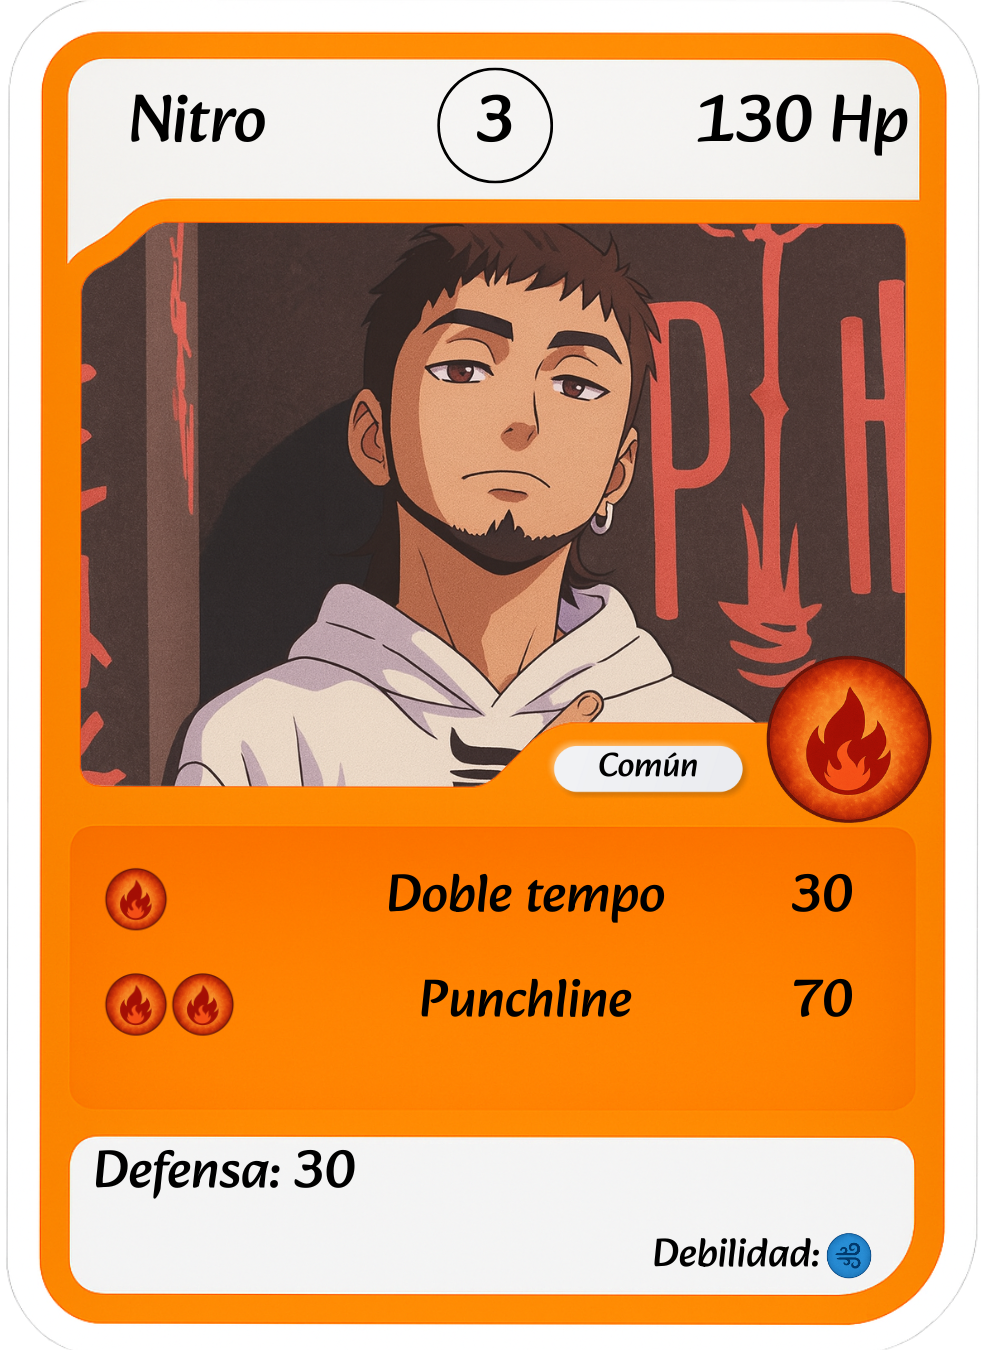 Nitro 3 130 Hp
P H
Común
Doble tempo 30
Punchline 70
Defensa: 30
Debilidad: